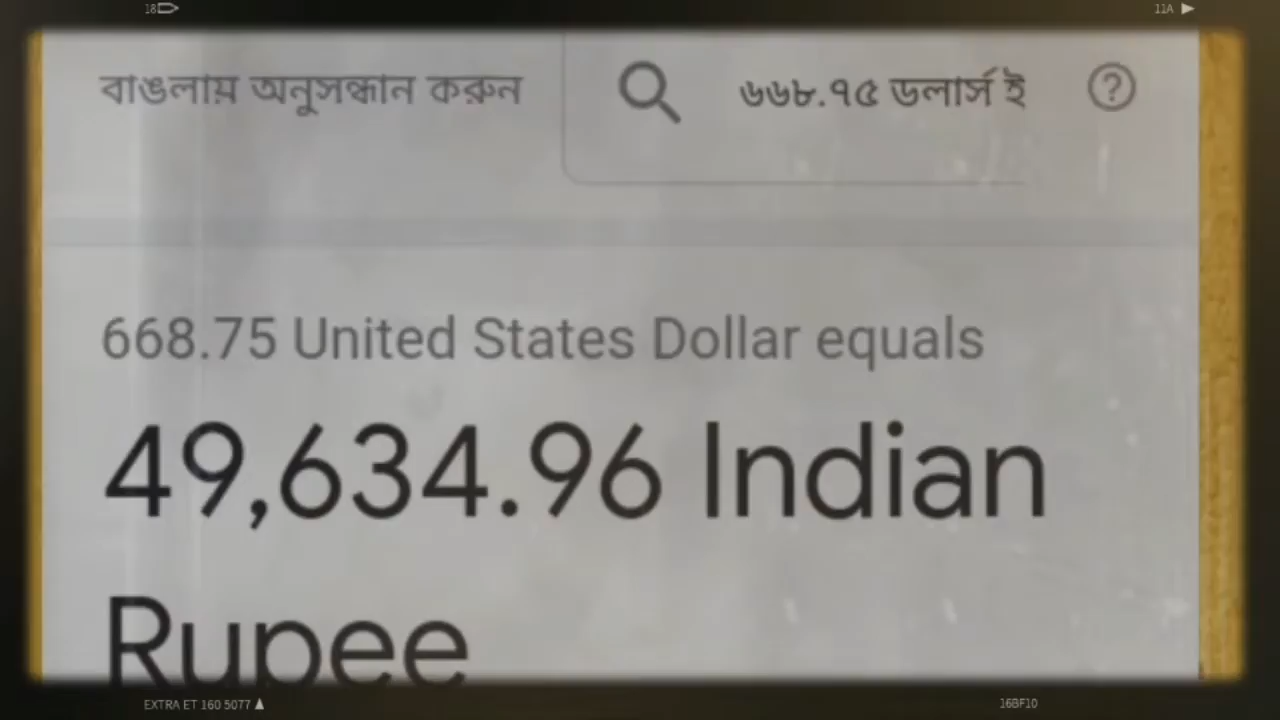 18
11A
বাঙলায় অনুসন্ধান করুন
৬৬৮.৭৫ ডলার্স ই
668.75 United States Dollar equals
49,634.96 Indian
Rupee
EXTRA ET 160 5077
16BF10